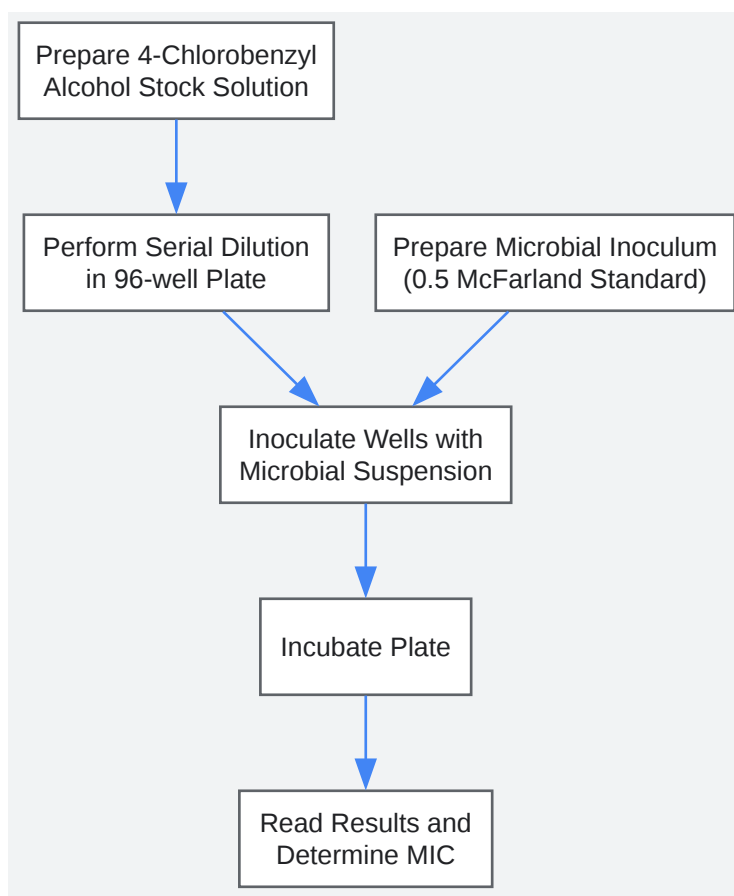 Prepare 4-Chlorobenzyl
Alcohol Stock Solution
Perform Serial Dilution
in 96-well Plate
Prepare Microbial Inoculum
(0.5 McFarland Standard)
Inoculate Wells with
Microbial Suspension
Incubate Plate
Read Results and
Determine MIC